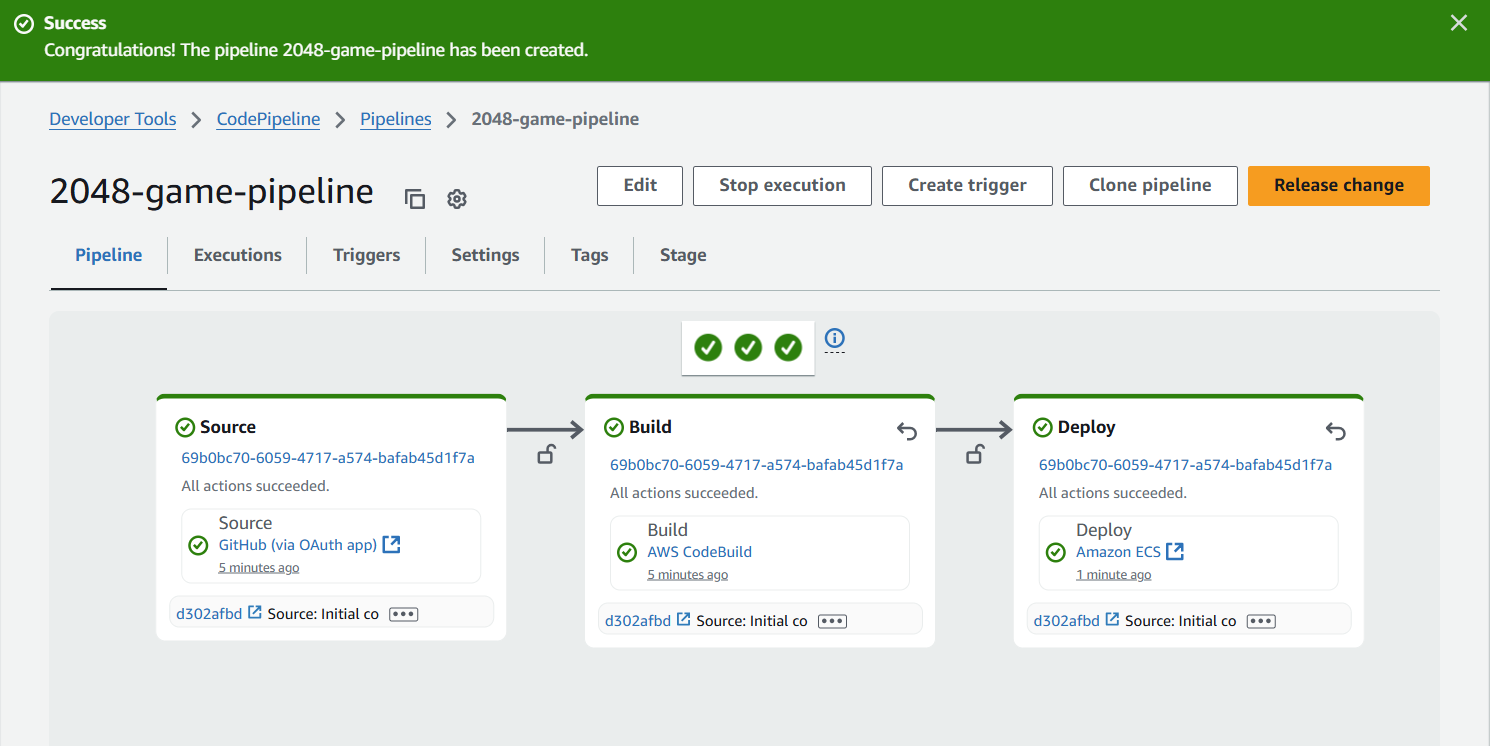 Success
Congratulations! The pipeline 2048-game-pipeline has been created.
Developer Tools > CodePipeline > Pipelines > 2048-game-pipeline
2048-game-pipeline
Edit
Stop execution
Create trigger
Clone pipeline
Release change
Pipeline
Executions
Triggers
Settings
Tags
Stage
Source
69b0bc70-6059-4717-a574-bafab45d1f7a
All actions succeeded.
Source
GitHub (via OAuth app)
5 minutes ago
d302afbd Source: Initial co
Build
69b0bc70-6059-4717-a574-bafab45d1f7a
All actions succeeded.
Build
AWS CodeBuild
5 minutes ago
d302afbd Source: Initial co
Deploy
69b0bc70-6059-4717-a574-bafab45d1f7a
All actions succeeded.
Deploy
Amazon ECS
1 minute ago
d302afbd Source: Initial co